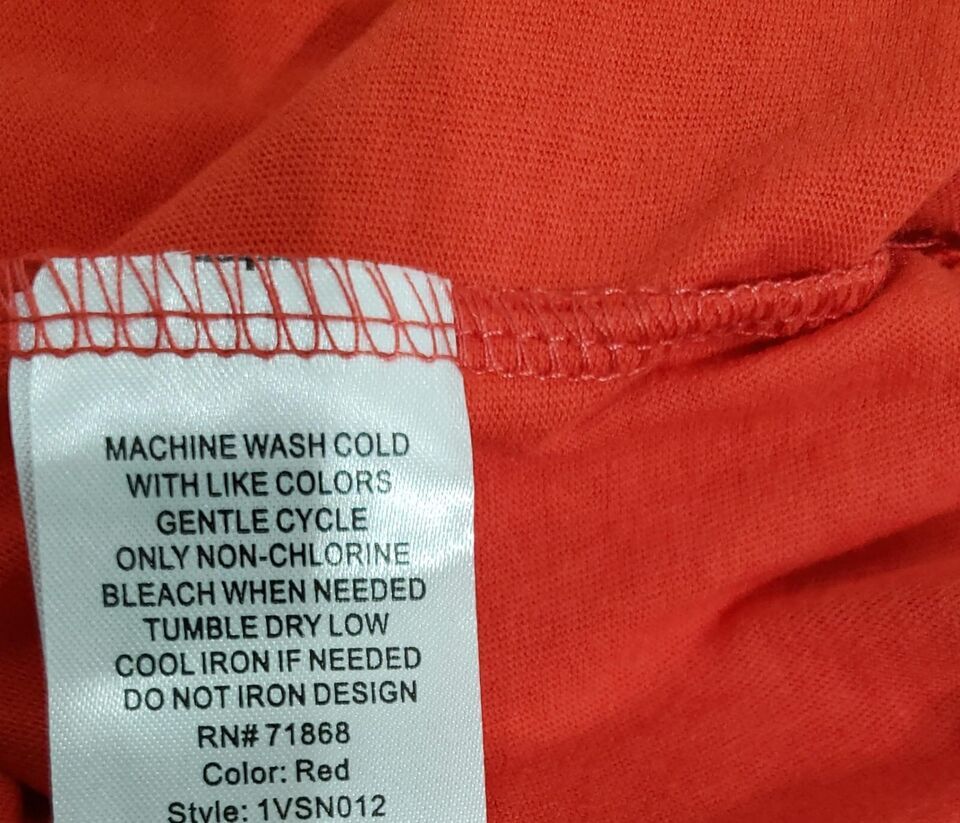 MACHINE WASH COLD
WITH LIKE COLORS
GENTLE CYCLE
ONLY NON-CHLORINE
BLEACH WHEN NEEDED
TUMBLE DRY LOW
COOL IRON IF NEEDED
DO NOT IRON DESIGN
RN# 71868
Color: Red
Style: 1VSN012